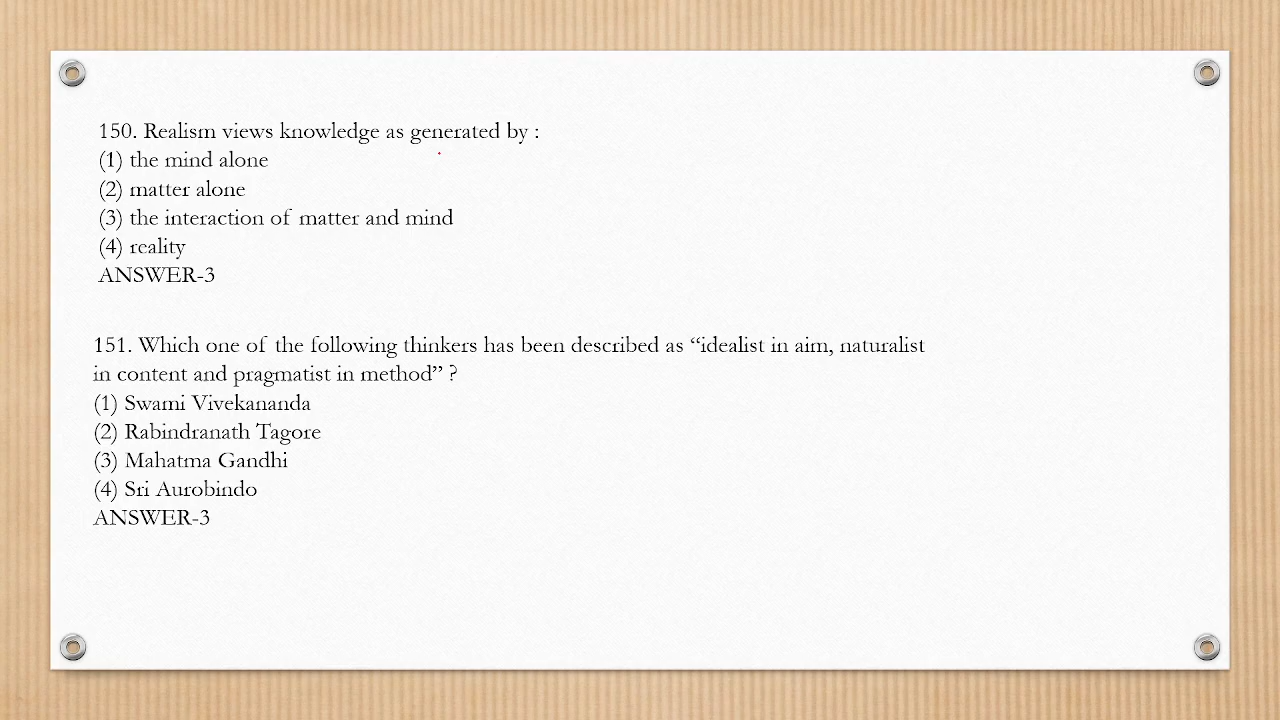 150. Realism views knowledge as generated by :
(1) the mind alone
(2) matter alone
(3) the interaction of matter and mind
(4) reality
ANSWER-3
151. Which one of the following thinkers has been described as “idealist in aim, naturalist
in content and pragmatist in method” ?
(1) Swami Vivekananda
(2) Rabindranath Tagore
(3) Mahatma Gandhi
(4) Sri Aurobindo
ANSWER-3